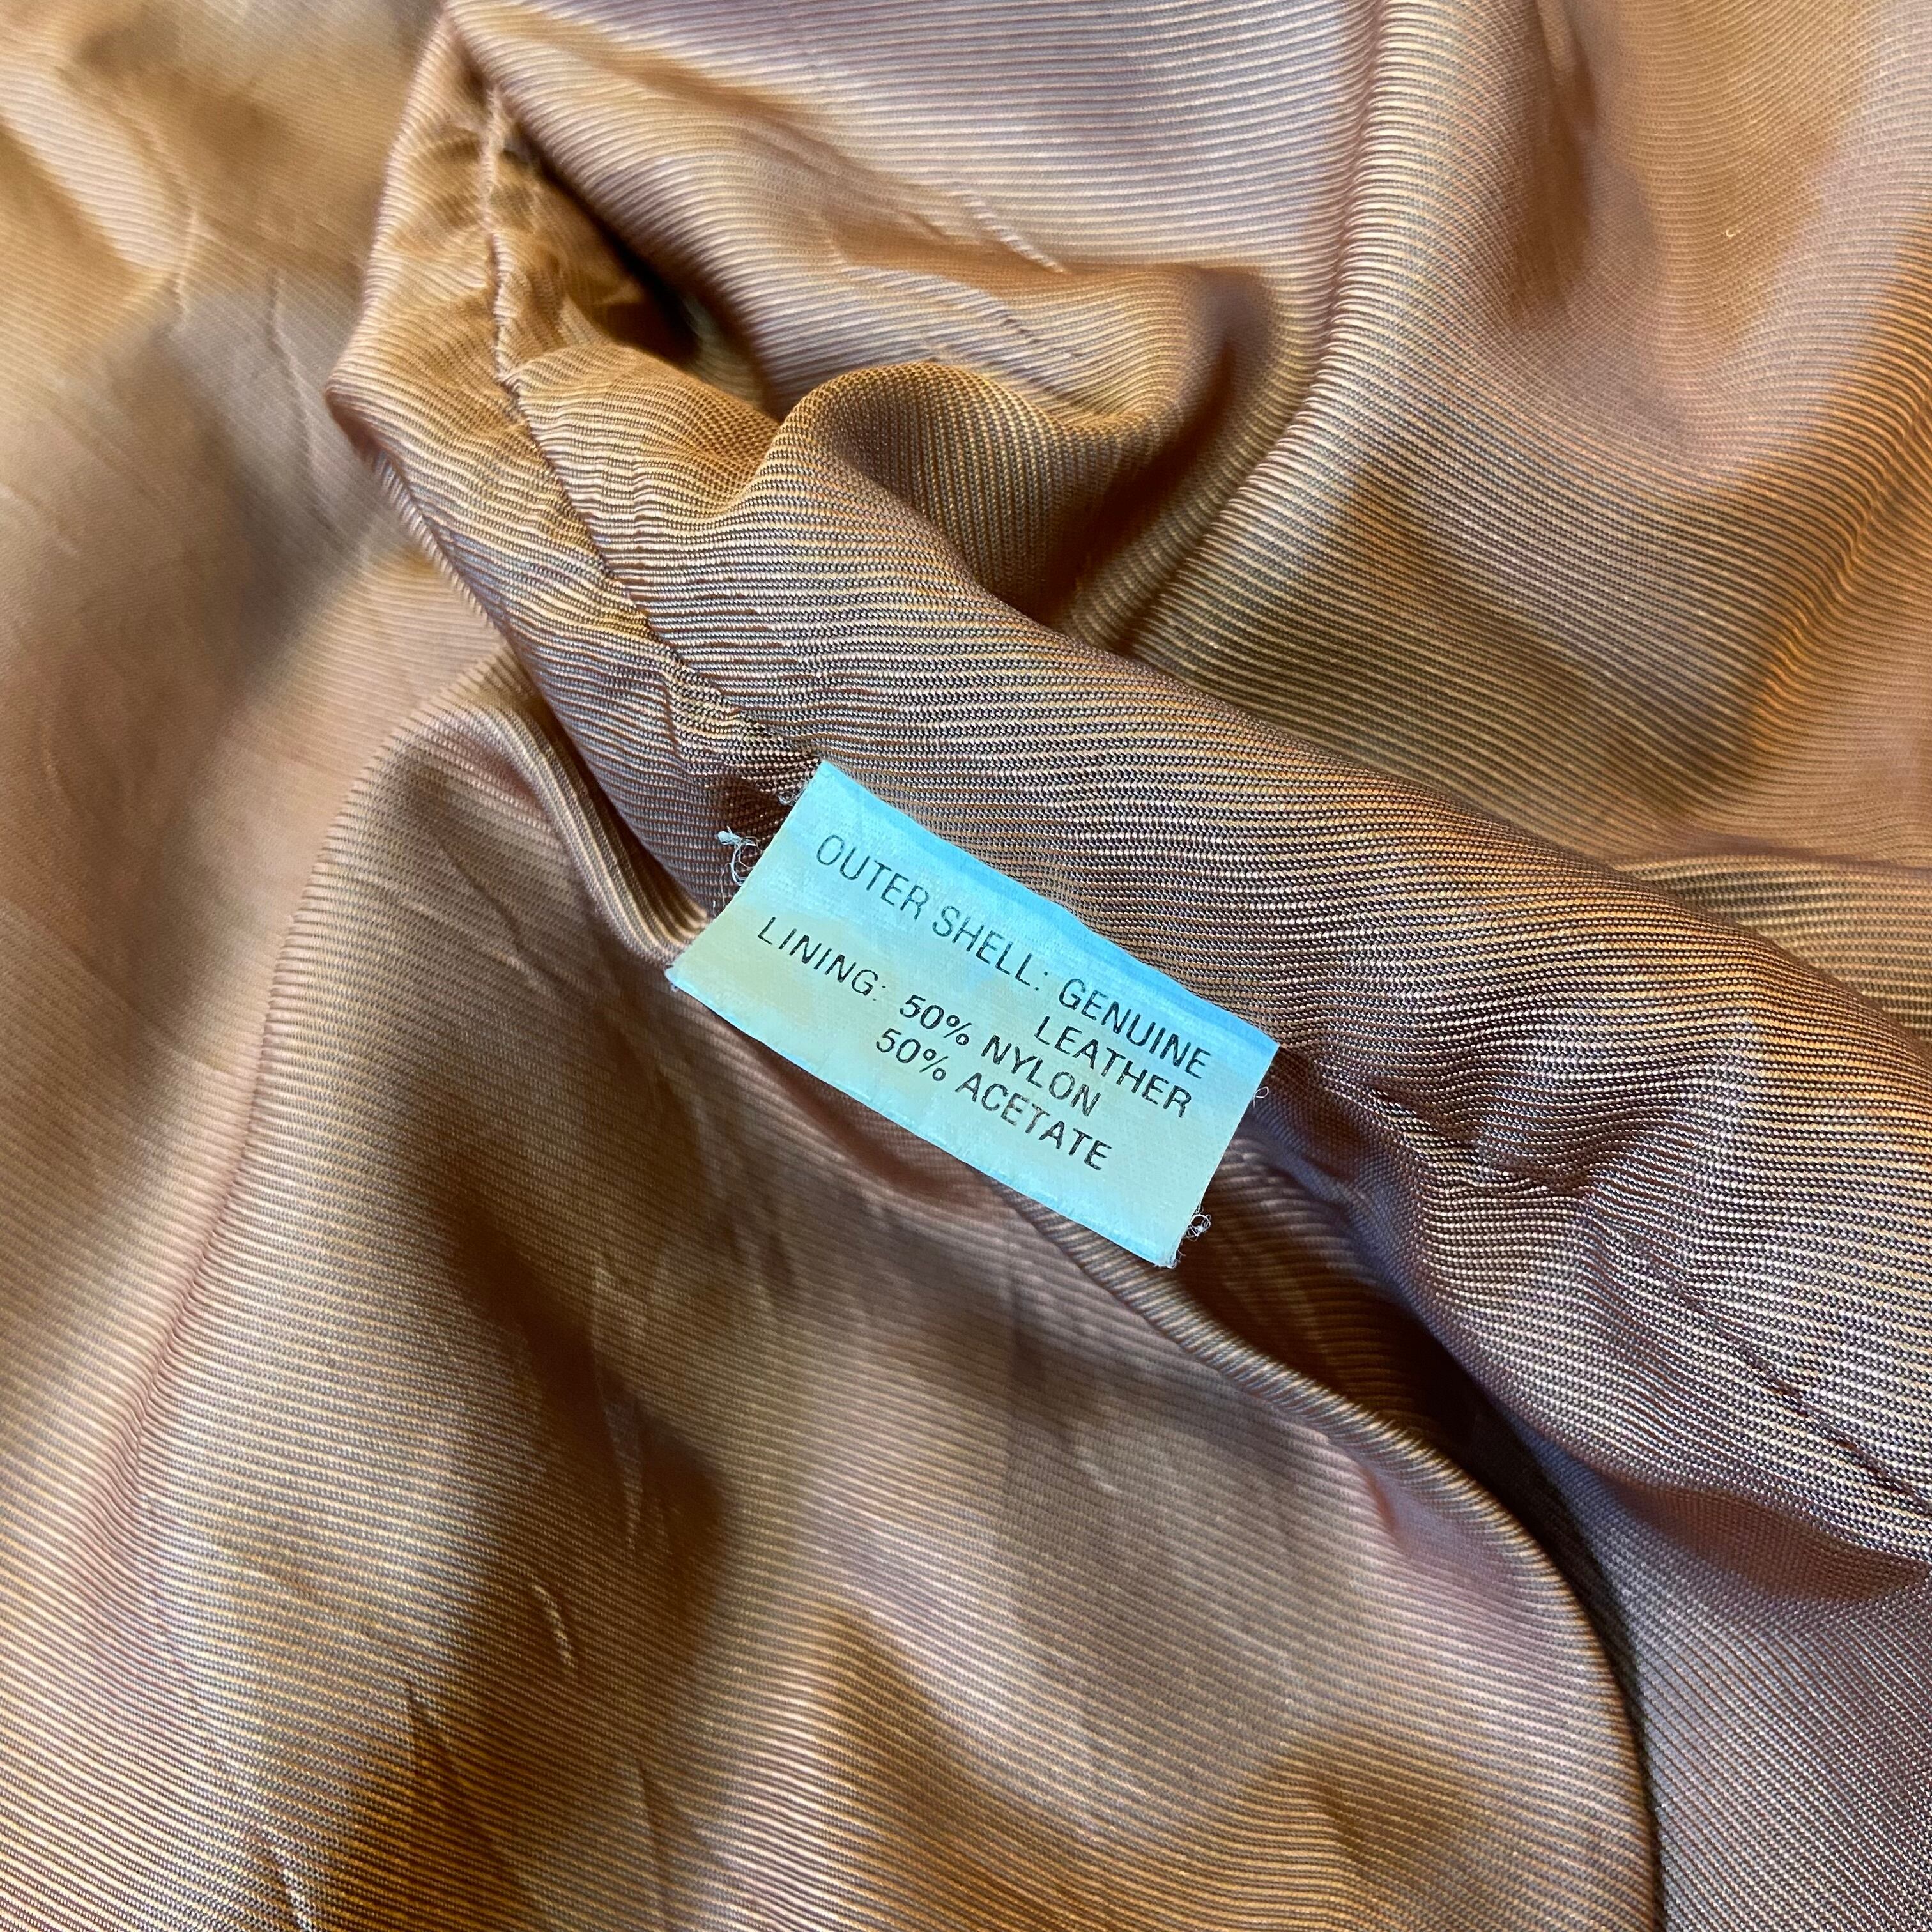 OUTER SHELL: GENUINE
LEATHER
LINING: 50% NYLON
50% ACETATE